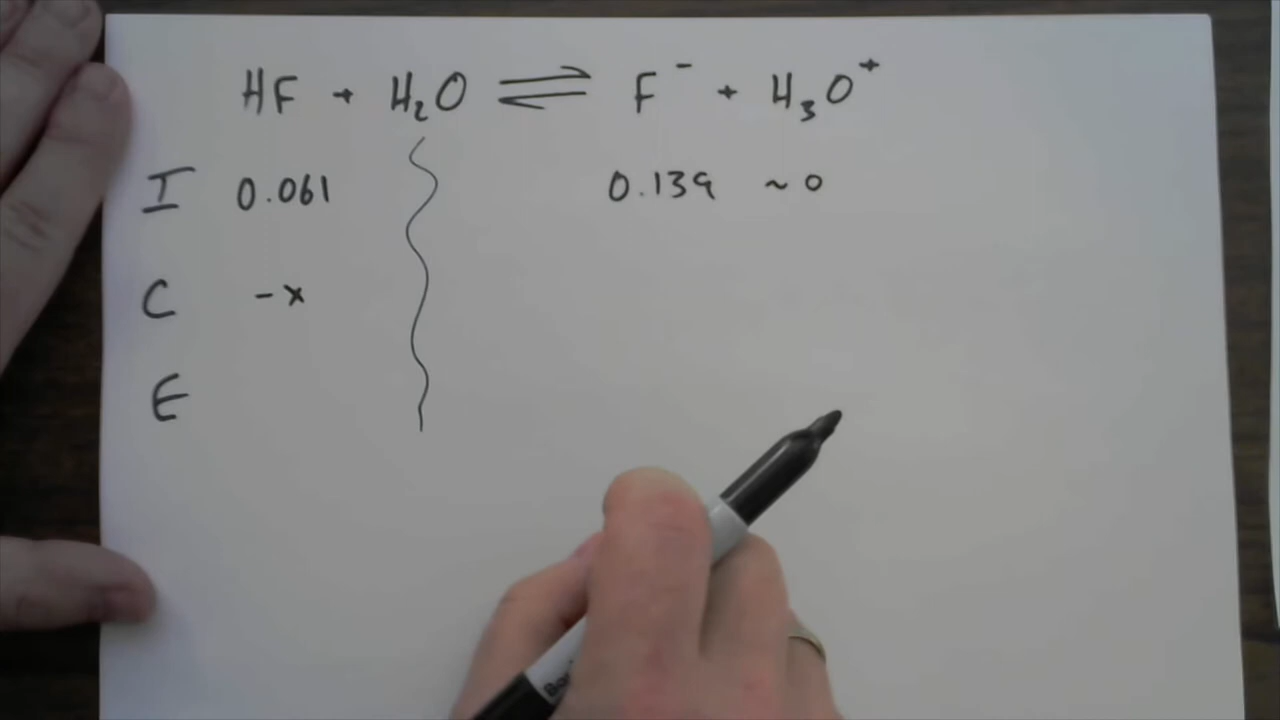 HF + H₂O ⇌ F⁻ + H₃O⁺
I 0.061 0.139 ~0
C -x
E